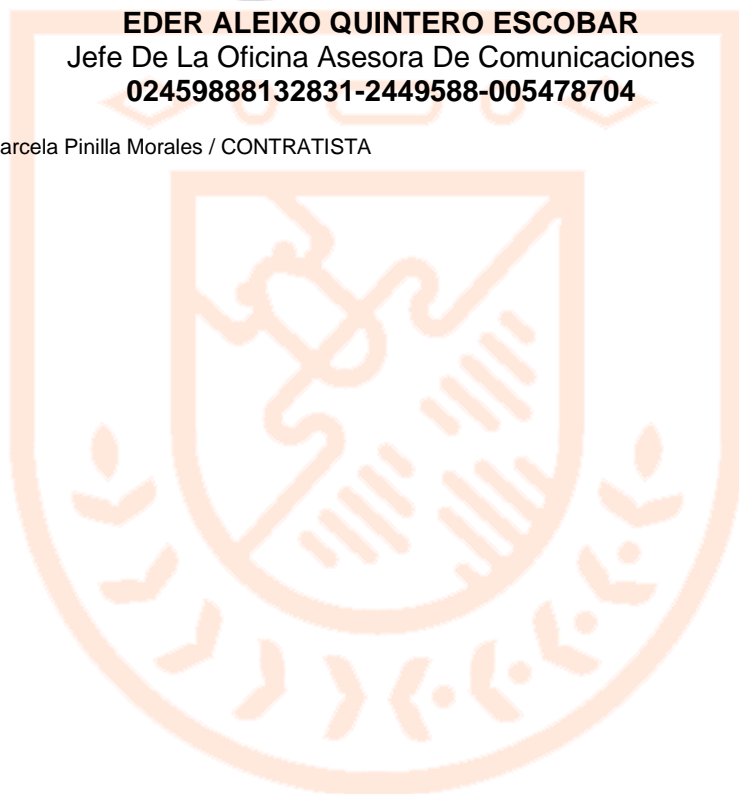 EDER ALEIXO QUINTERO ESCOBAR
Jefe De La Oficina Asesora De Comunicaciones
02459888132831-2449588-005478704
arcela Pinilla Morales / CONTRATISTA